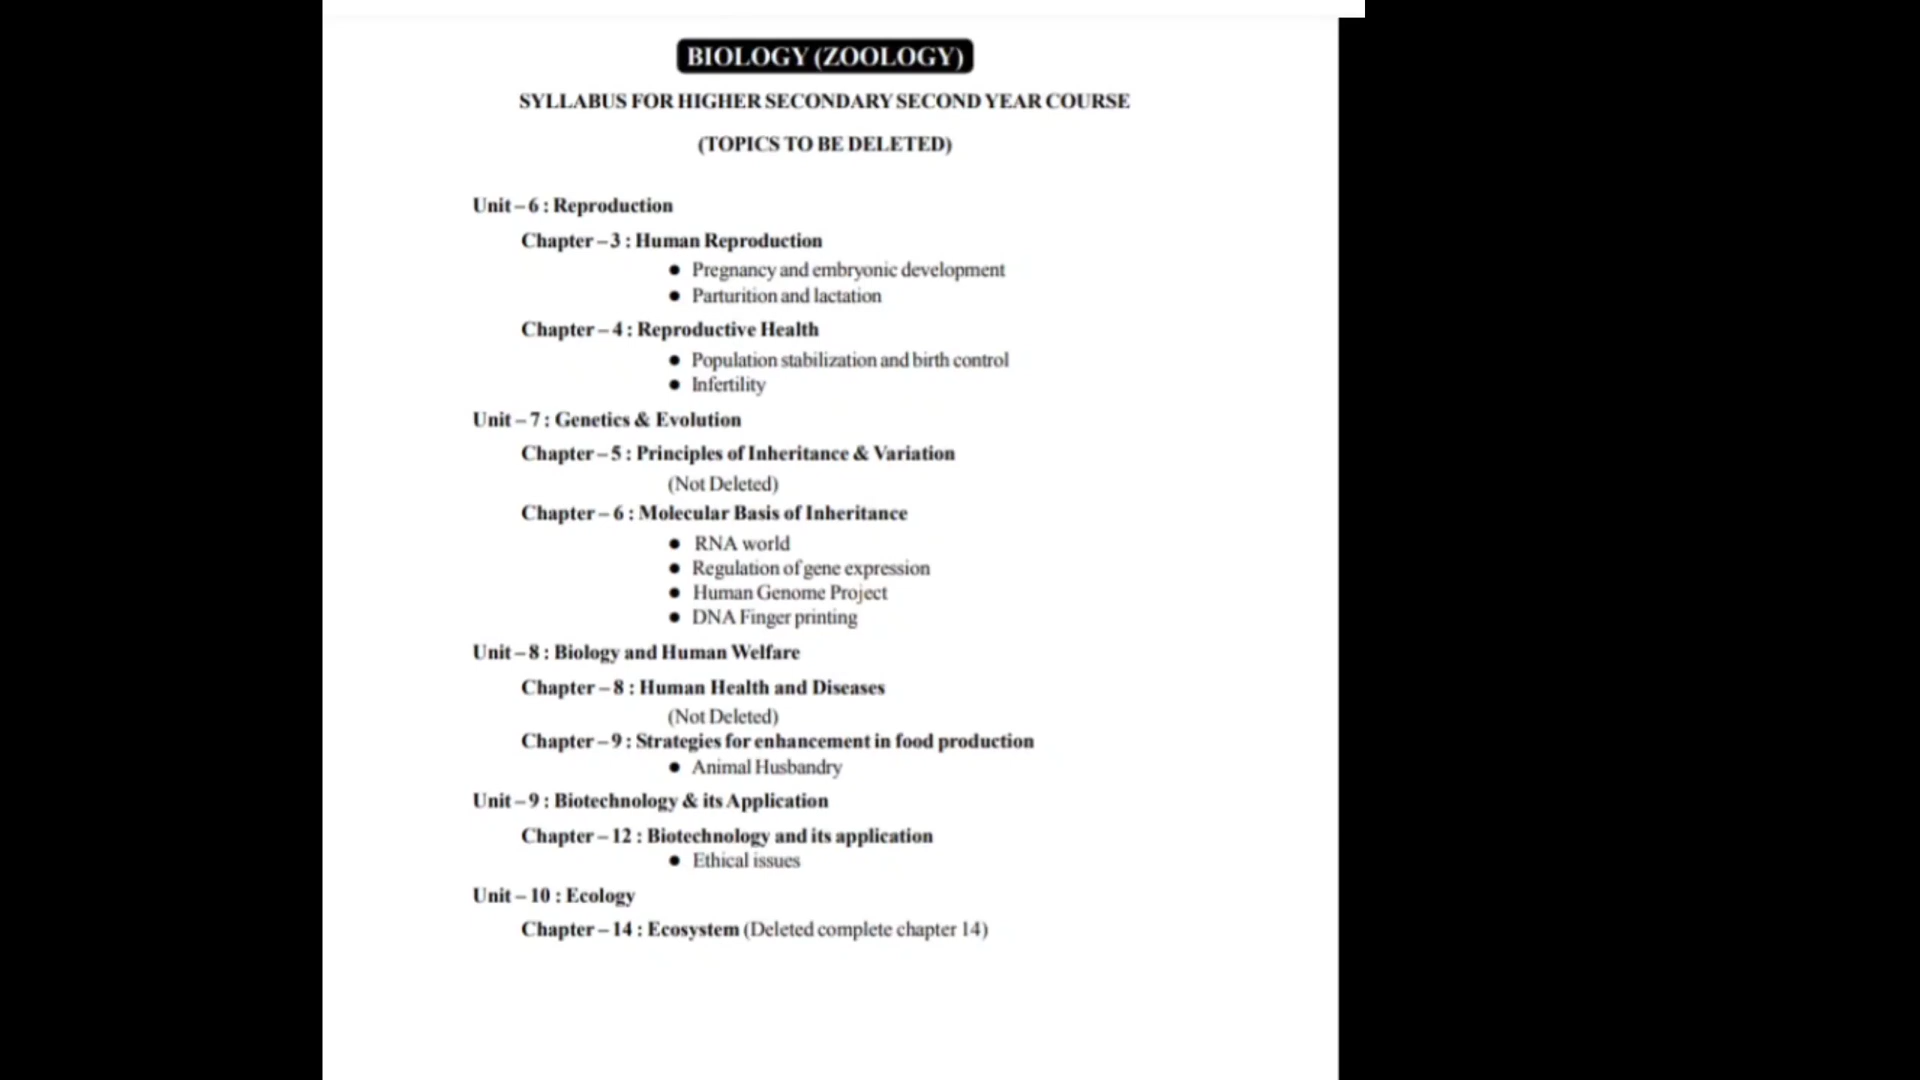 BIOLOGY (ZOOLOGY)
SYLLABUS FOR HIGHER SECONDARY SECOND YEAR COURSE
(TOPICS TO BE DELETED)
Unit – 6 : Reproduction
Chapter – 3 : Human Reproduction
● Pregnancy and embryonic development
● Parturition and lactation
Chapter – 4 : Reproductive Health
● Population stabilization and birth control
● Infertility
Unit – 7 : Genetics & Evolution
Chapter – 5 : Principles of Inheritance & Variation
(Not Deleted)
Chapter – 6 : Molecular Basis of Inheritance
● RNA world
● Regulation of gene expression
● Human Genome Project
● DNA Finger printing
Unit – 8 : Biology and Human Welfare
Chapter – 8 : Human Health and Diseases
(Not Deleted)
Chapter – 9 : Strategies for enhancement in food production
● Animal Husbandry
Unit – 9 : Biotechnology & its Application
Chapter – 12 : Biotechnology and its application
● Ethical issues
Unit – 10 : Ecology
Chapter – 14 : Ecosystem (Deleted complete chapter 14)